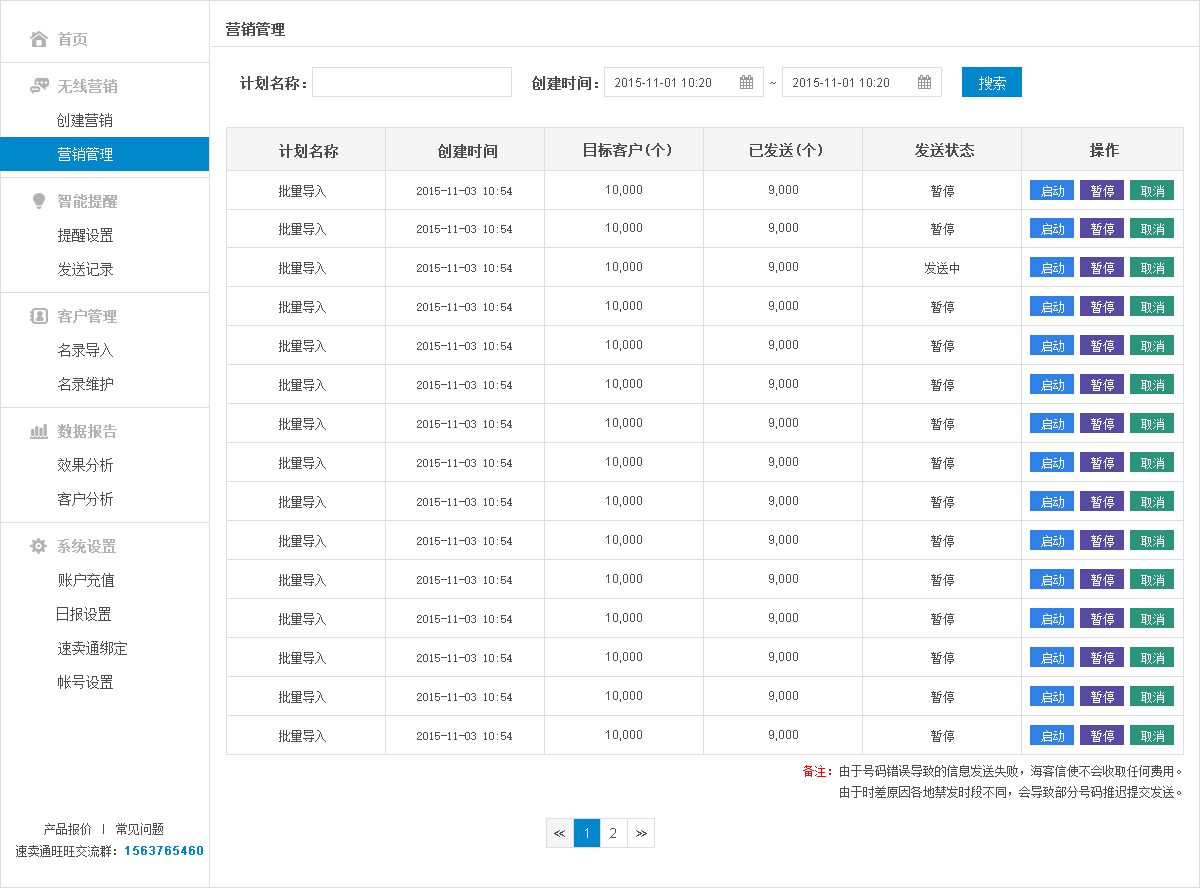 首页
无线营销
创建营销
营销管理
智能提醒
提醒设置
发送记录
客户管理
名录导入
名录维护
数据报告
效果分析
客户分析
系统设置
账户充值
日报设置
速卖通绑定
帐号设置
产品报价 | 常见问题
速卖通旺旺交流群: 1563765460
营销管理
计划名称: 创建时间: 2015-11-01 10:20 ~ 2015-11-01 10:20 搜索
计划名称 创建时间 目标客户(个) 已发送(个) 发送状态 操作
批量导入 2015-11-03 10:54 10,000 9,000 暂停 启动 暂停 取消
批量导入 2015-11-03 10:54 10,000 9,000 暂停 启动 暂停 取消
批量导入 2015-11-03 10:54 10,000 9,000 发送中 启动 暂停 取消
批量导入 2015-11-03 10:54 10,000 9,000 暂停 启动 暂停 取消
批量导入 2015-11-03 10:54 10,000 9,000 暂停 启动 暂停 取消
批量导入 2015-11-03 10:54 10,000 9,000 暂停 启动 暂停 取消
批量导入 2015-11-03 10:54 10,000 9,000 暂停 启动 暂停 取消
批量导入 2015-11-03 10:54 10,000 9,000 暂停 启动 暂停 取消
批量导入 2015-11-03 10:54 10,000 9,000 暂停 启动 暂停 取消
批量导入 2015-11-03 10:54 10,000 9,000 暂停 启动 暂停 取消
批量导入 2015-11-03 10:54 10,000 9,000 暂停 启动 暂停 取消
批量导入 2015-11-03 10:54 10,000 9,000 暂停 启动 暂停 取消
批量导入 2015-11-03 10:54 10,000 9,000 暂停 启动 暂停 取消
批量导入 2015-11-03 10:54 10,000 9,000 暂停 启动 暂停 取消
批量导入 2015-11-03 10:54 10,000 9,000 暂停 启动 暂停 取消
备注: 由于号码错误导致的信息发送失败，海客信使不会收取任何费用。
由于时差原因各地禁发时段不同，会导致部分号码推迟提交发送。
≪ 1 2 ≫